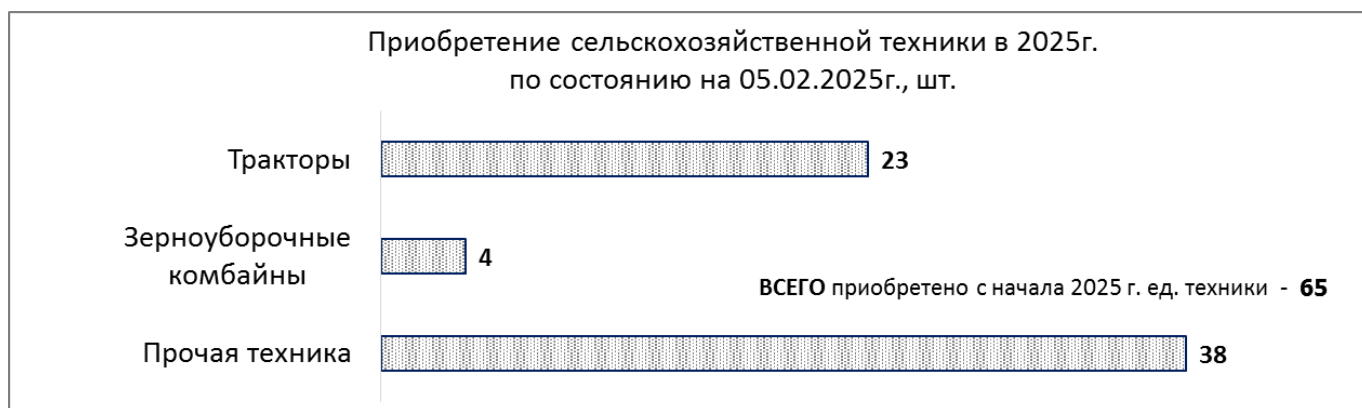 Приобретение сельскохозяйственной техники в 2025г.
по состоянию на 05.02.2025г., шт.
Тракторы
23
Зерноуборочные
комбайны
4
ВСЕГО приобретено с начала 2025 г. ед. техники - 65
Прочая техника
38